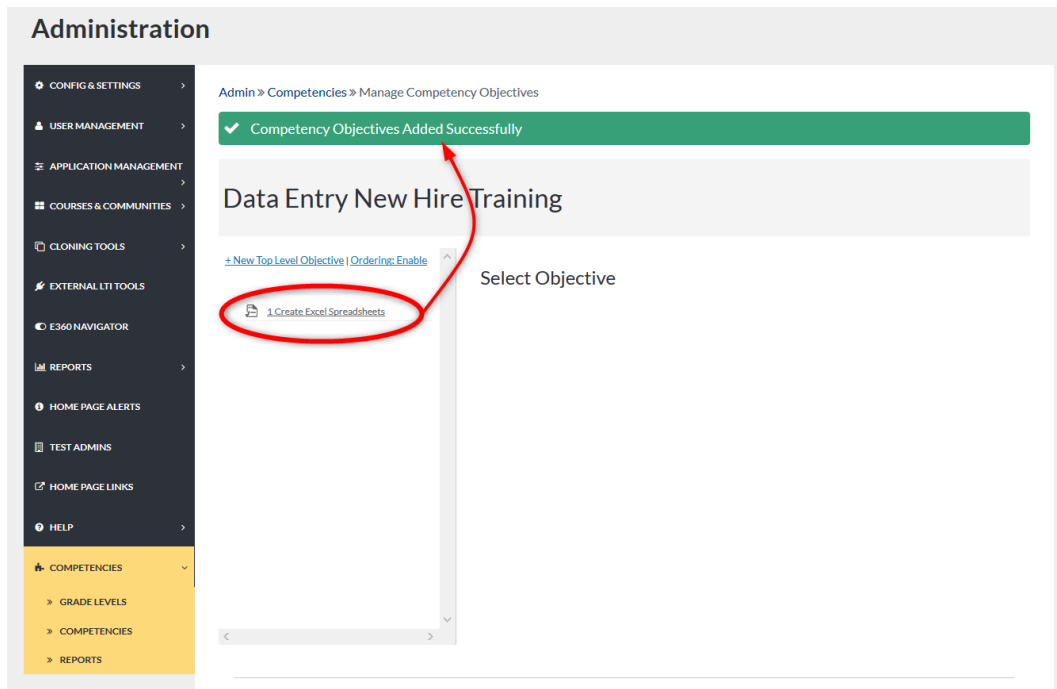 Administration
CONFIG & SETTINGS
USER MANAGEMENT
APPLICATION MANAGEMENT
COURSES & COMMUNITIES
CLONING TOOLS
EXTERNAL LTI TOOLS
E360 NAVIGATOR
REPORTS
HOME PAGE ALERTS
TEST ADMINS
HOME PAGE LINKS
HELP
COMPETENCIES
» GRADE LEVELS
» COMPETENCIES
» REPORTS
Admin » Competencies » Manage Competency Objectives
Competency Objectives Added Successfully
Data Entry New Hire Training
+ New Top Level Objective | Ordering: Enable
1 Create Excel Spreadsheets
Select Objective